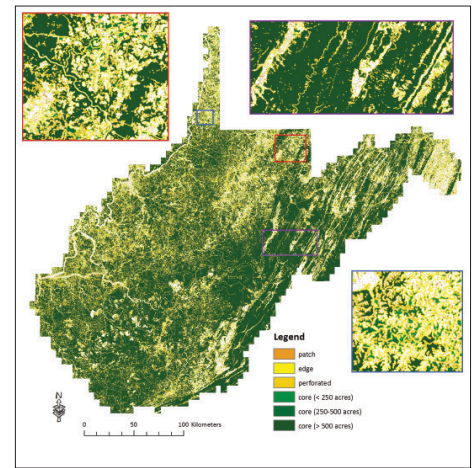 Legend
patch
edge
perforated
core (< 250 acres)
core (250-500 acres)
core (> 500 acres)
N
0 50 100 Kilometers